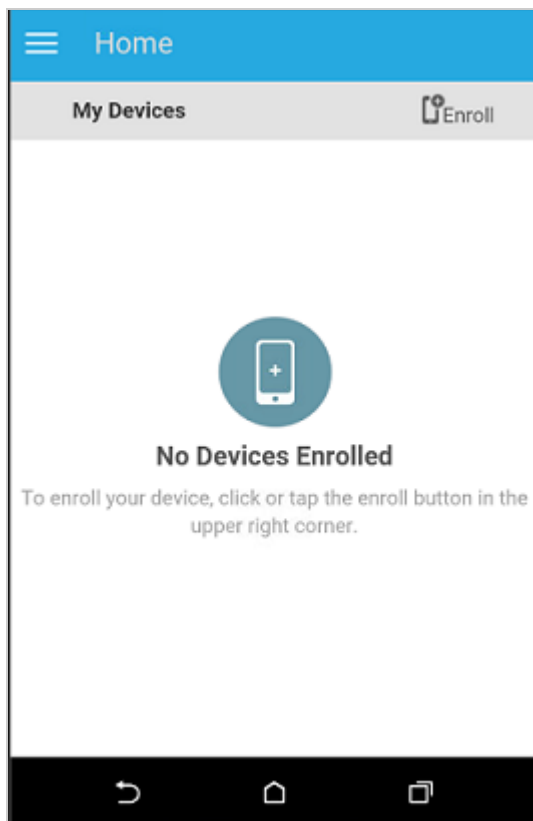 Home
My Devices
Enroll
No Devices Enrolled
To enroll your device, click or tap the enroll button in the
upper right corner.